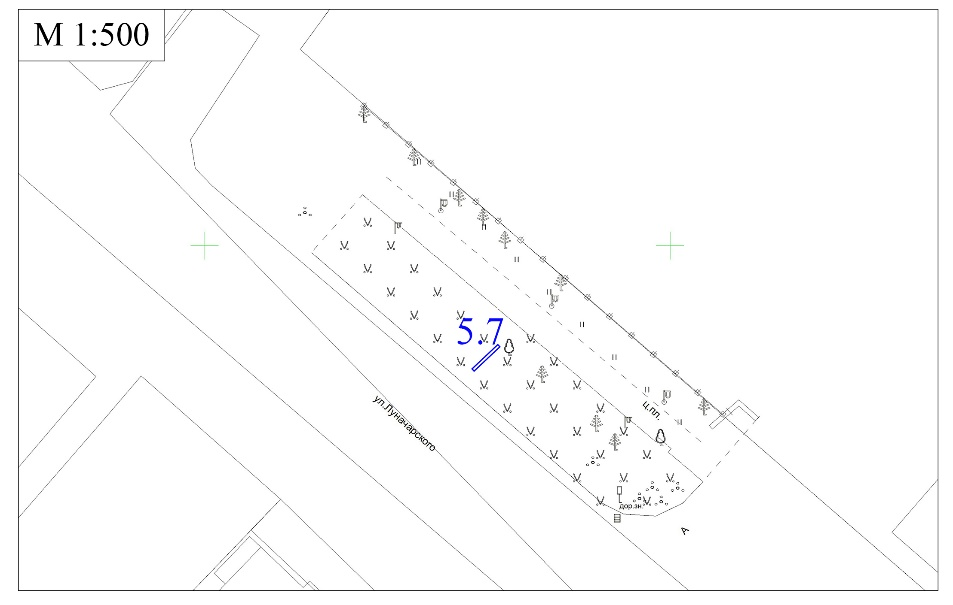 М 1:500
5.7
ц.пл.
ул.Луначарского
дор.зн.
А